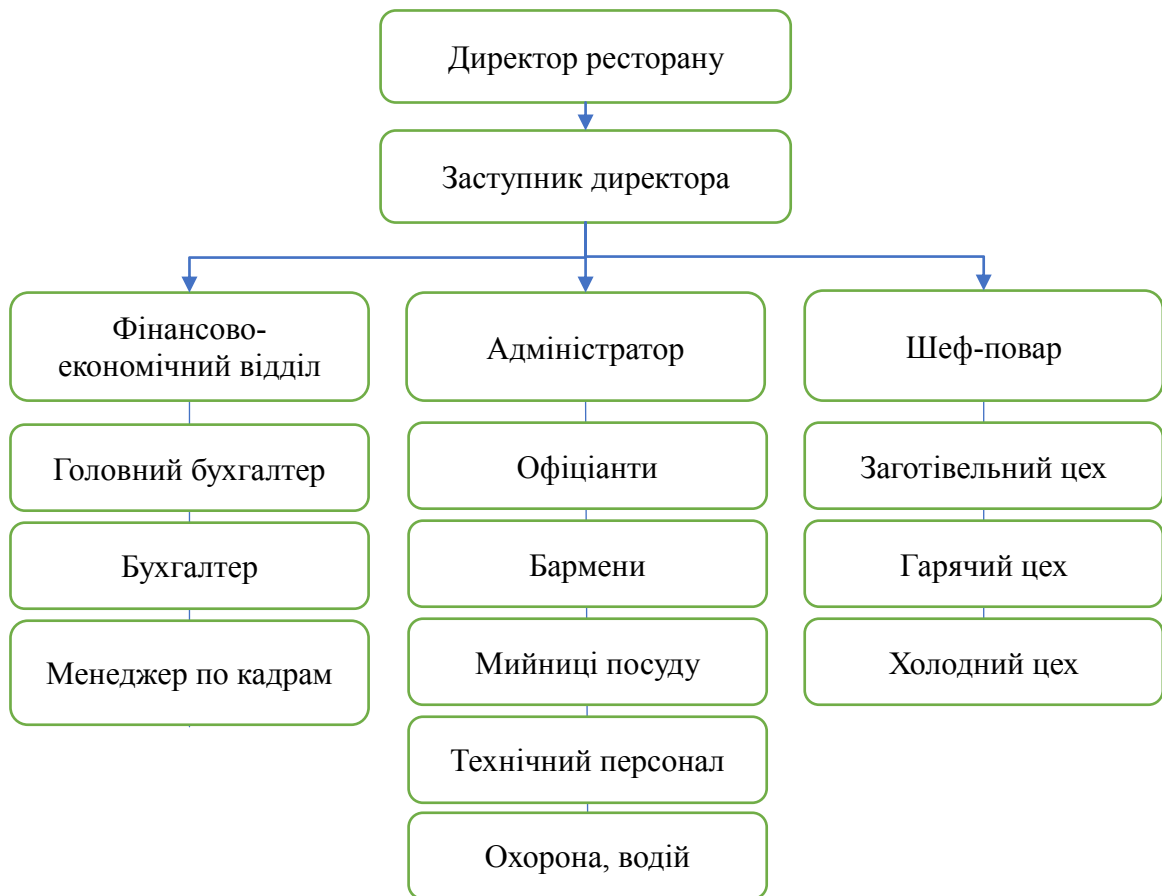 Директор ресторану
Заступник директора
Фінансово-
економічний відділ
Адміністратор
Шеф-повар
Головний бухгалтер
Офіціанти
Заготівельний цех
Бухгалтер
Бармени
Гарячий цех
Менеджер по кадрам
Мийниці посуду
Холодний цех
Технічний персонал
Охорона, водій